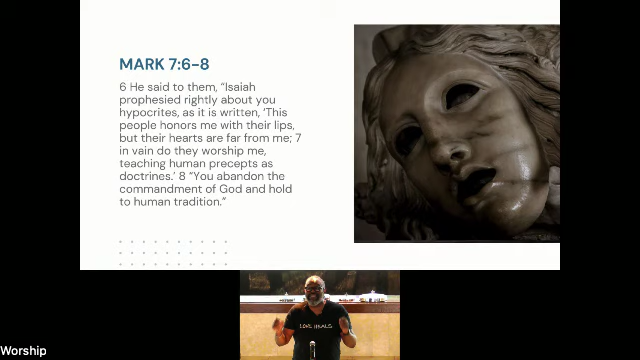 MARK 7:6-8
6 He said to them, “Isaiah
prophesied rightly about you
hypocrites, as it is written, ‘This
people honors me with their lips,
but their hearts are far from me; 7
in vain do they worship me,
teaching human precepts as
doctrines.’ 8 “You abandon the
commandment of God and hold
to human tradition.”
LOVE HEALS
Worship